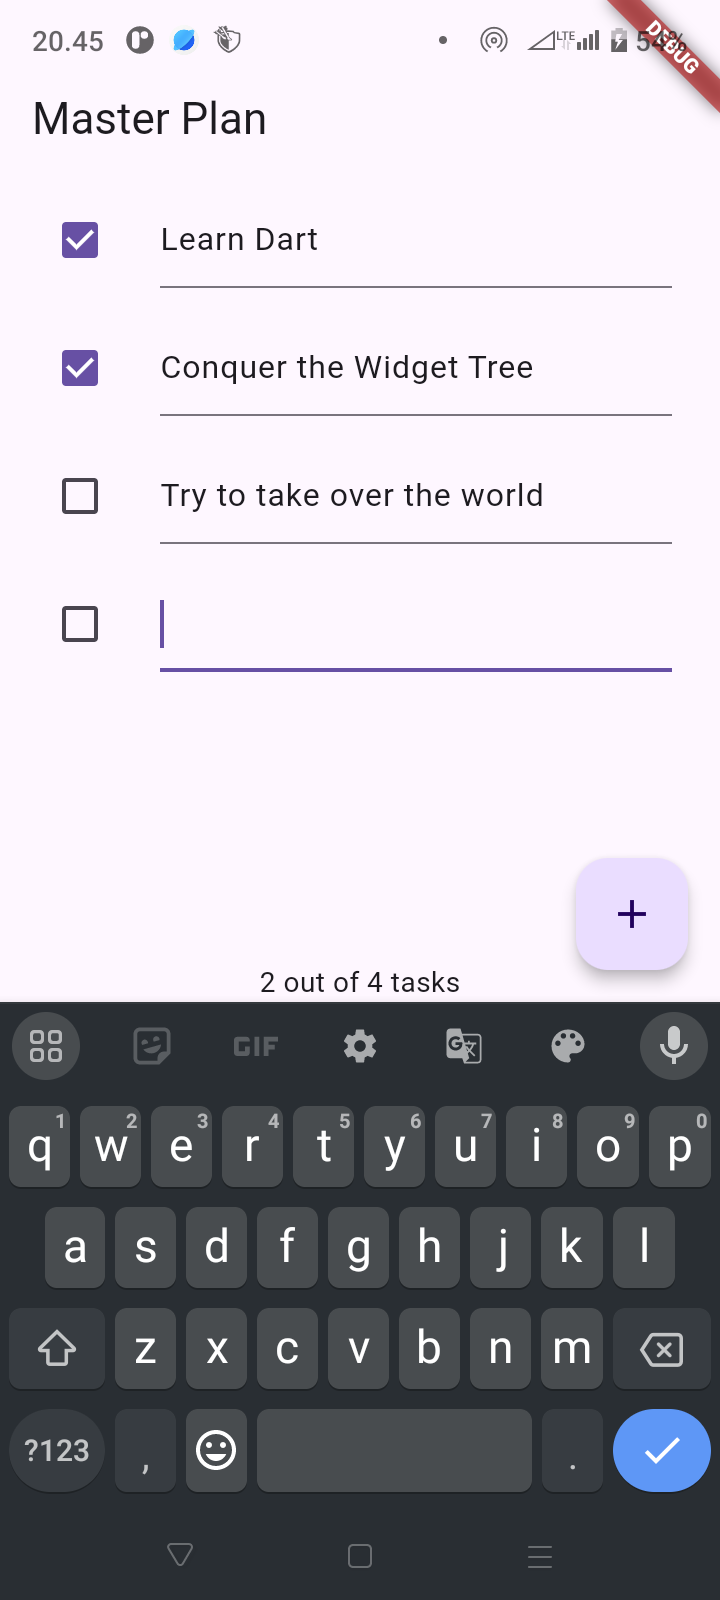 20.45 LTE 54%
DEBUG
Master Plan
Learn Dart
Conquer the Widget Tree
Try to take over the world
2 out of 4 tasks
GIF G
1 2 3 4 5 6 7 8 9 0
q w e r t y u i o p
a s d f g h j k l
z x c v b n m
?123 , .